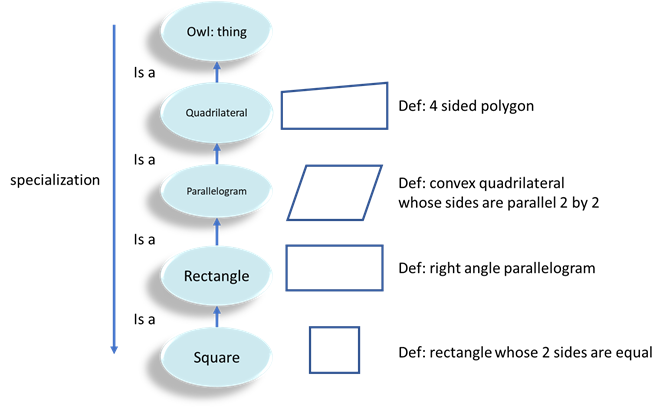 Owl: thing
Is a
Quadrilateral
Def: 4 sided polygon
Is a
specialization
Parallelogram
Def: convex quadrilateral
whose sides are parallel 2 by 2
Is a
Rectangle
Def: right angle parallelogram
Is a
Square
Def: rectangle whose 2 sides are equal